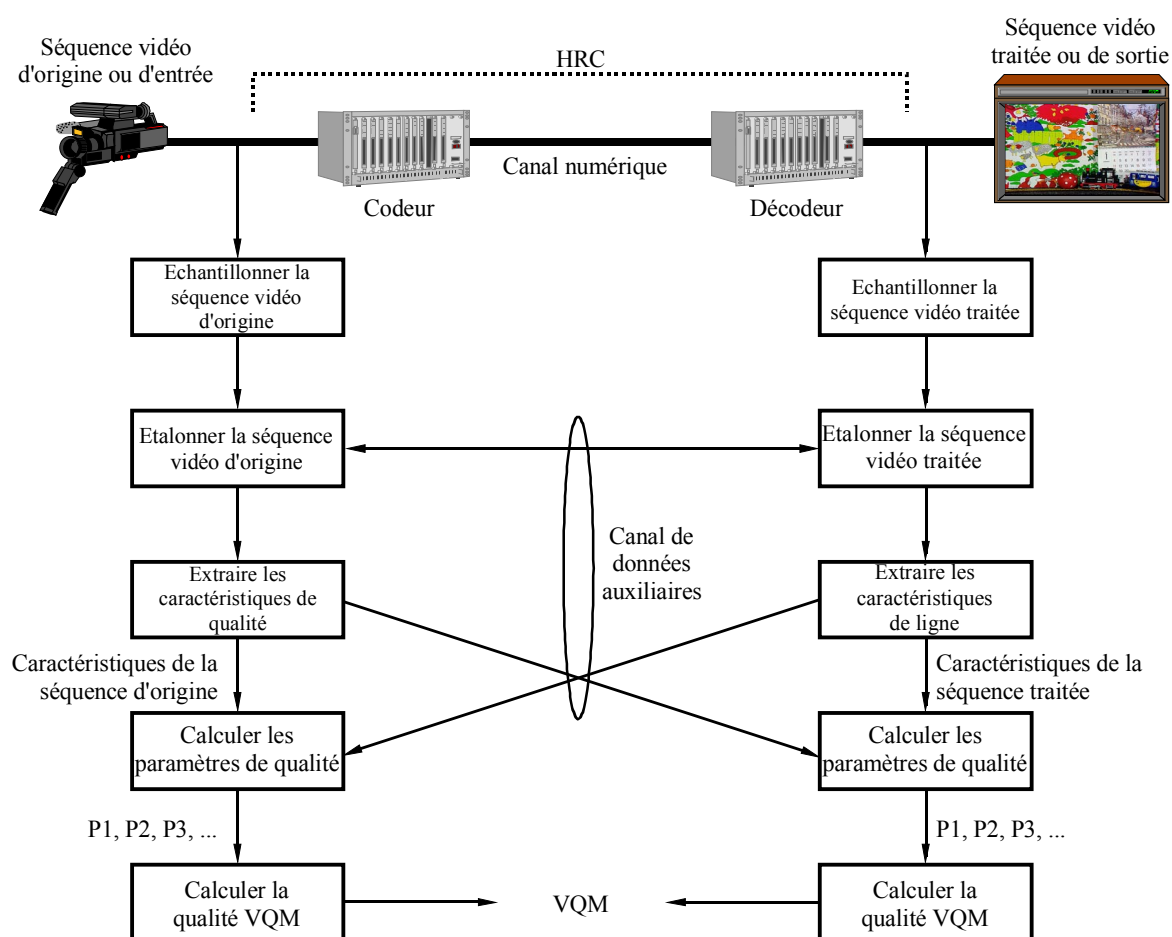 Séquence vidéo
d'origine ou d'entrée
HRC
Séquence vidéo
traitée ou de sortie
Canal numérique
Codeur
Décodeur
Echantillonner la
séquence vidéo
d'origine
Echantillonner la
séquence vidéo traitée
Etalonner la séquence
vidéo d'origine
Etalonner la séquence
vidéo traitée
Canal de
données
auxiliaires
Extraire les
caractéristiques de
qualité
Extraire les
caractéristiques
de ligne
Caractéristiques de la
séquence d'origine
Caractéristiques de la
séquence traitée
Calculer les
paramètres de qualité
Calculer les
paramètres de qualité
P1, P2, P3, ...
P1, P2, P3, ...
Calculer la
qualité VQM
VQM
Calculer la
qualité VQM